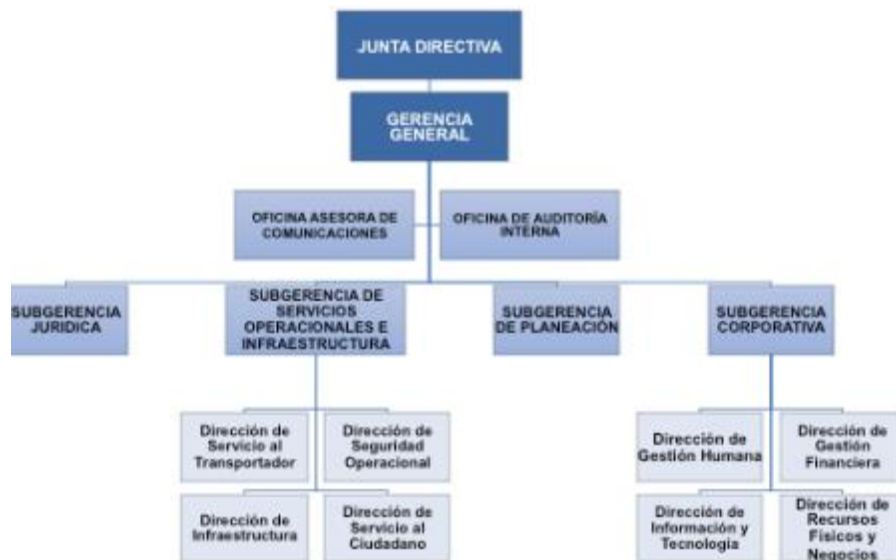 JUNTA DIRECTIVA
GERENCIA
GENERAL
OFICINA ASESORA DE
COMUNICACIONES
OFICINA DE AUDITORÍA
INTERNA
SUBGERENCIA
JURIDICA
SUBGERENCIA DE
SERVICIOS
OPERACIONALES E
INFRAESTRUCTURA
SUBGERENCIA
DE PLANEACIÓN
SUBGERENCIA
CORPORATIVA
Dirección de
Servicio al
Transportador
Dirección de
Seguridad
Operacional
Dirección de
Gestión Humana
Dirección de
Gestión
Financiera
Dirección de
Infraestructura
Dirección de
Servicio al
Ciudadano
Dirección de
Información y
Tecnología
Dirección de
Recursos
Físicos y
Negocios